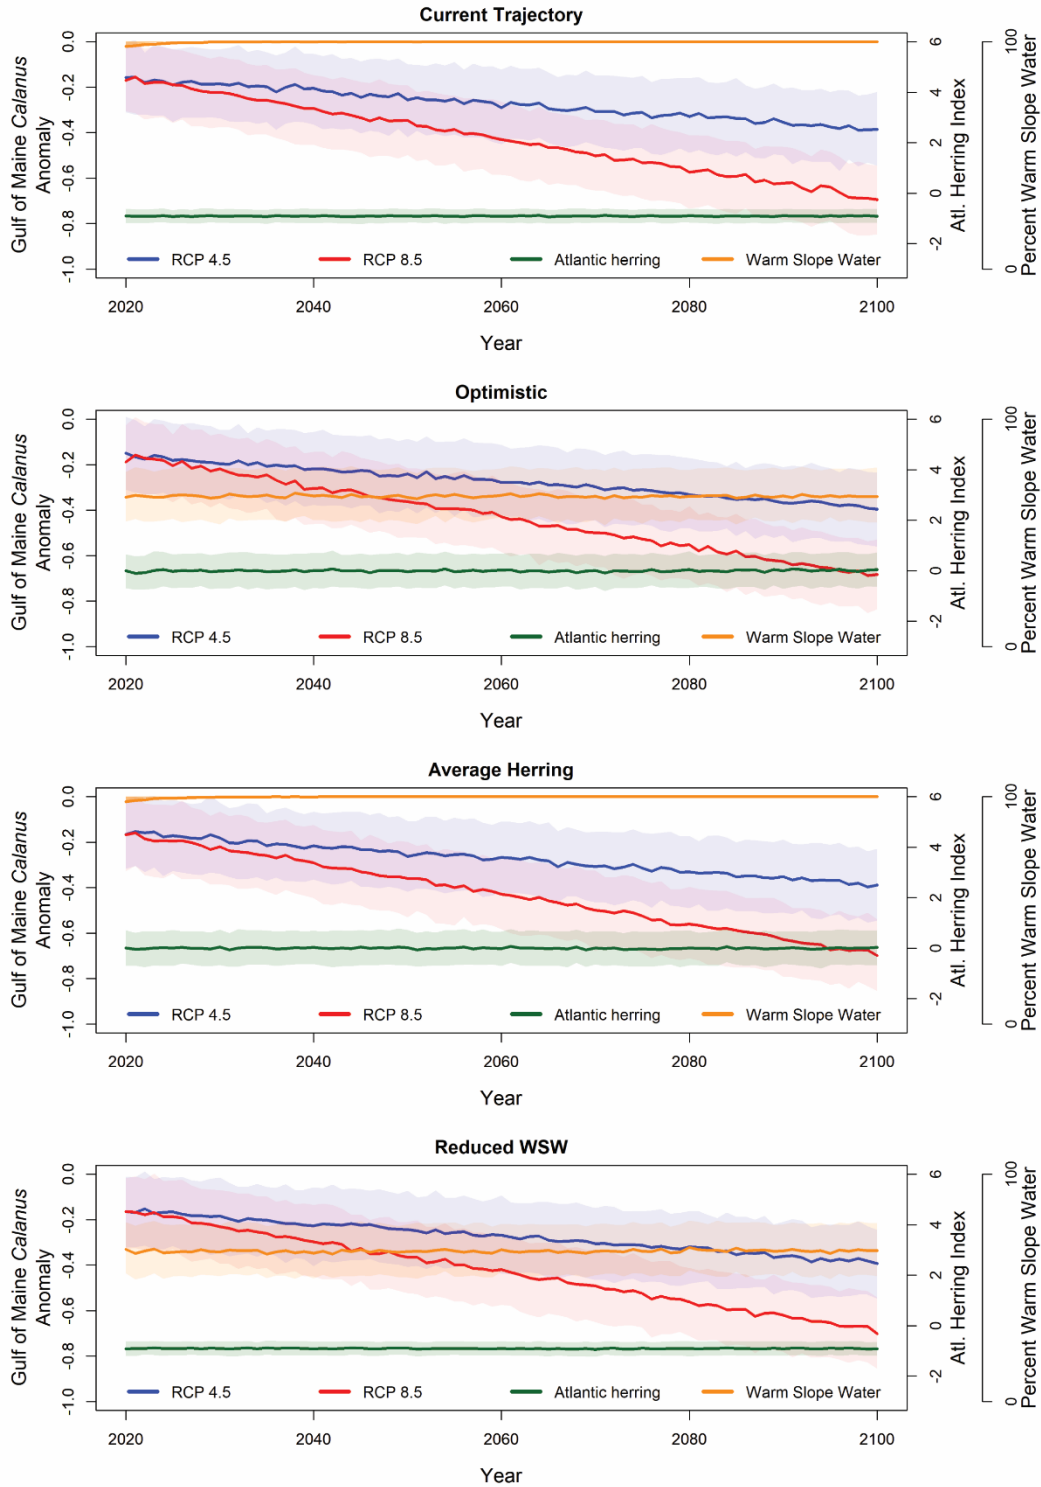 Current Trajectory
Gulf of Maine Calanus
Anomaly
0.0
-0.2
-0.4
-0.6
-0.8
-1.0
6
4
2
0
-2
Atl. Herring Index
100
0
Percent Warm Slope Water
RCP 4.5 RCP 8.5 Atlantic herring Warm Slope Water
2020 2040 2060 2080 2100
Year
Optimistic
Gulf of Maine Calanus
Anomaly
0.0
-0.2
-0.4
-0.6
-0.8
-1.0
6
4
2
0
-2
Atl. Herring Index
100
0
Percent Warm Slope Water
RCP 4.5 RCP 8.5 Atlantic herring Warm Slope Water
2020 2040 2060 2080 2100
Year
Average Herring
Gulf of Maine Calanus
Anomaly
0.0
-0.2
-0.4
-0.6
-0.8
-1.0
6
4
2
0
-2
Atl. Herring Index
100
0
Percent Warm Slope Water
RCP 4.5 RCP 8.5 Atlantic herring Warm Slope Water
2020 2040 2060 2080 2100
Year
Reduced WSW
Gulf of Maine Calanus
Anomaly
0.0
-0.2
-0.4
-0.6
-0.8
-1.0
6
4
2
0
-2
Atl. Herring Index
100
0
Percent Warm Slope Water
RCP 4.5 RCP 8.5 Atlantic herring Warm Slope Water
2020 2040 2060 2080 2100
Year